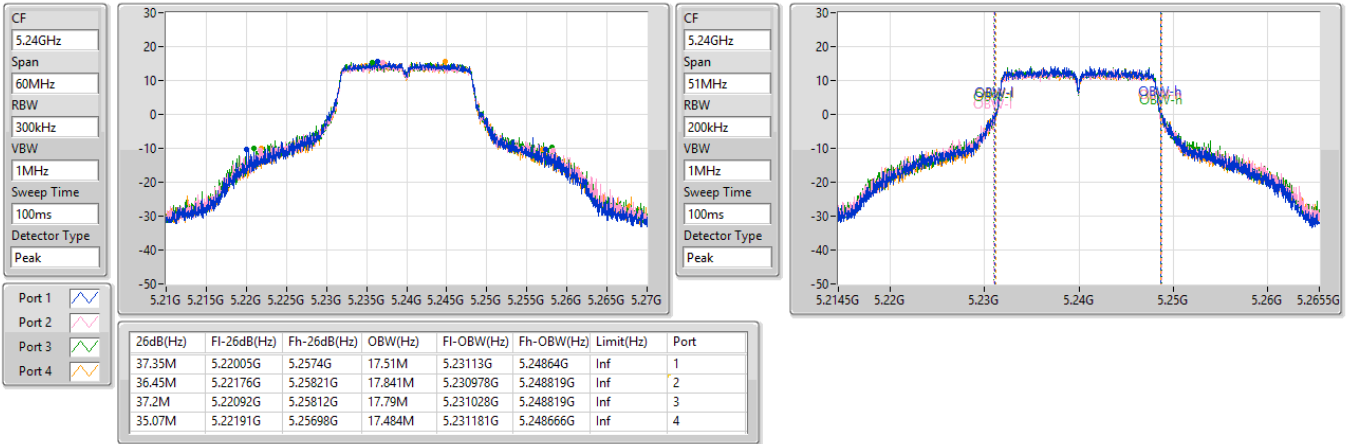 CF
5.24GHz
Span
60MHz
RBW
300kHz
VBW
1MHz
Sweep Time
100ms
Detector Type
Peak
30
20
10
0
-10
-20
-30
-40
-50
5.21G 5.215G 5.22G 5.225G 5.23G 5.235G 5.24G 5.245G 5.25G 5.255G 5.26G 5.265G 5.27G
CF
5.24GHz
Span
51MHz
RBW
200kHz
VBW
1MHz
Sweep Time
100ms
Detector Type
Peak
30
20
10
0
-10
-20
-30
-40
-50
OBW-l OBW-h
OBW-l OBW-h
5.2145G 5.22G 5.23G 5.24G 5.25G 5.26G 5.2655G
Port 1
Port 2
Port 3
Port 4
26dB(Hz) Fl-26dB(Hz) Fh-26dB(Hz) OBW(Hz) Fl-OBW(Hz) Fh-OBW(Hz) Limit(Hz) Port
37.35M 5.22005G 5.2574G 17.51M 5.23113G 5.24864G Inf 1
36.45M 5.22176G 5.25821G 17.841M 5.230978G 5.248819G Inf 2
37.2M 5.22092G 5.25812G 17.79M 5.231028G 5.248819G Inf 3
35.07M 5.22191G 5.25698G 17.484M 5.231181G 5.248666G Inf 4